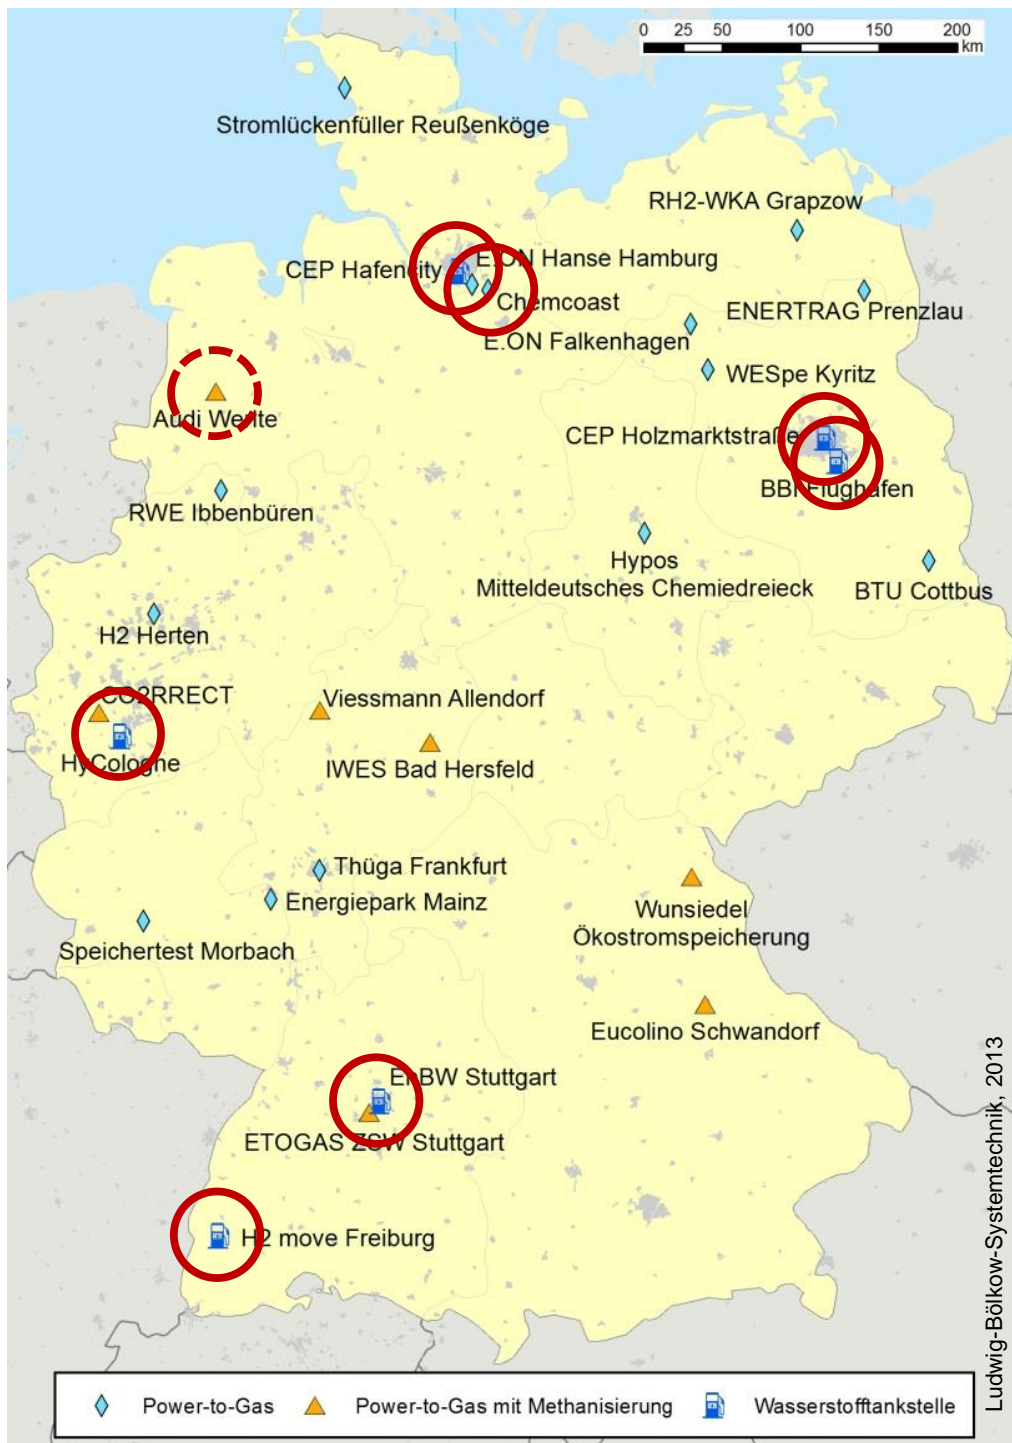 0 25 50 100 150 200
km
Stromlückenfüller Reußenköge
RH2-WKA Grapzow
E.ON Hanse Hamburg
CEP Hafencity
Chemcoast
ENERTRAG Prenzlau
E.ON Falkenhagen
WESpe Kyritz
Audi Werlte
CEP Holzmarktstraße
BBI Flughafen
RWE Ibbenbüren
Hypos
Mitteldeutsches Chemiedreieck
BTU Cottbus
H2 Herten
CO2RRECT
Viessmann Allendorf
HyCologne
IWES Bad Hersfeld
Thüga Frankfurt
Energiepark Mainz
Wunsiedel
Ökostromspeicherung
Speichertest Morbach
Eucolino Schwandorf
EnBW Stuttgart
ETOGAS ZSW Stuttgart
H2 move Freiburg
Ludwig-Bölkow-Systemtechnik, 2013
Power-to-Gas
Power-to-Gas mit Methanisierung
Wasserstofftankstelle